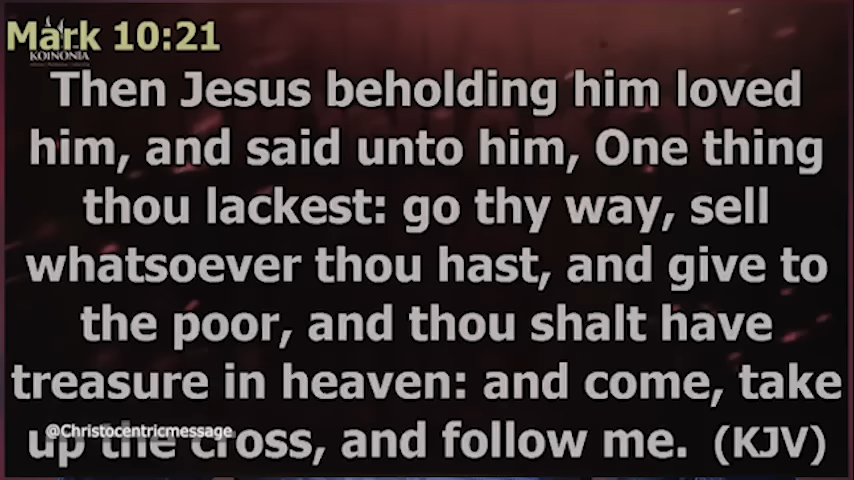 Mark 10:21
KOINONIA
Then Jesus beholding him loved
him, and said unto him, One thing
thou lackest: go thy way, sell
whatsoever thou hast, and give to
the poor, and thou shalt have
treasure in heaven: and come, take
@Christocentricmessage
up the cross, and follow me. (KJV)